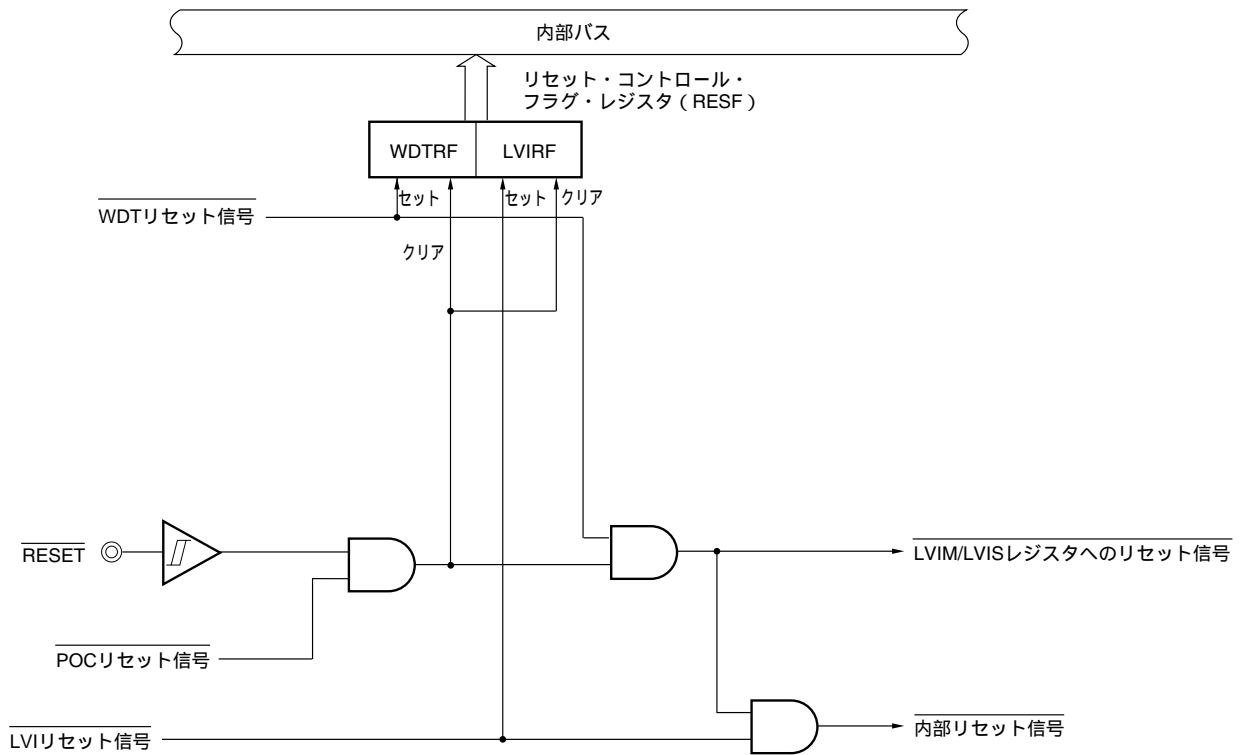 内部バス
リセット・コントロール・
フラグ・レジスタ（RESF）
WDTRF
LVIRF
セット
セット
クリア
WDTリセット信号
クリア
RESET
LVIM/LVISレジスタへのリセット信号
POCリセット信号
内部リセット信号
LVIリセット信号